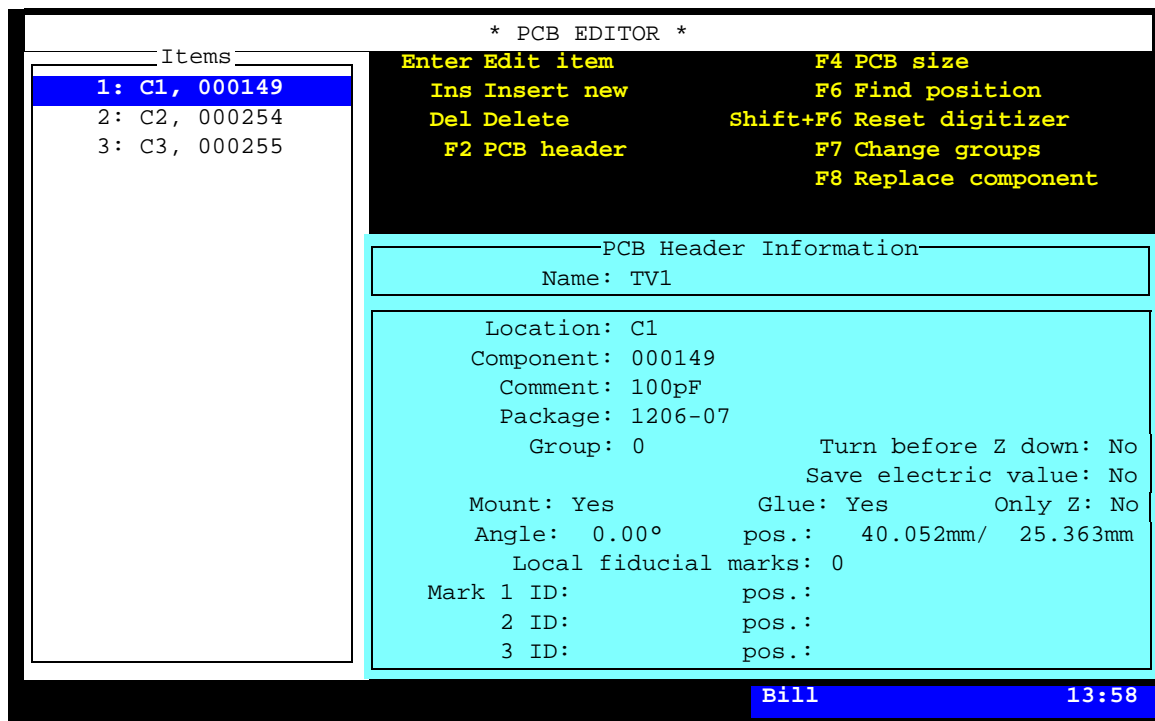 * PCB EDITOR *
Items
1: C1, 000149
2: C2, 000254
3: C3, 000255
Enter Edit item F4 PCB size
Ins Insert new F6 Find position
Del Delete Shift+F6 Reset digitizer
F2 PCB header F7 Change groups
F8 Replace component
PCB Header Information
Name: TV1
Location: C1
Component: 000149
Comment: 100pF
Package: 1206-07
Group: 0 Turn before Z down: No
Save electric value: No
Mount: Yes Glue: Yes Only Z: No
Angle: 0.00° pos.: 40.052mm/ 25.363mm
Local fiducial marks: 0
Mark 1 ID: pos.:
2 ID: pos.:
3 ID: pos.:
Bill 13:58